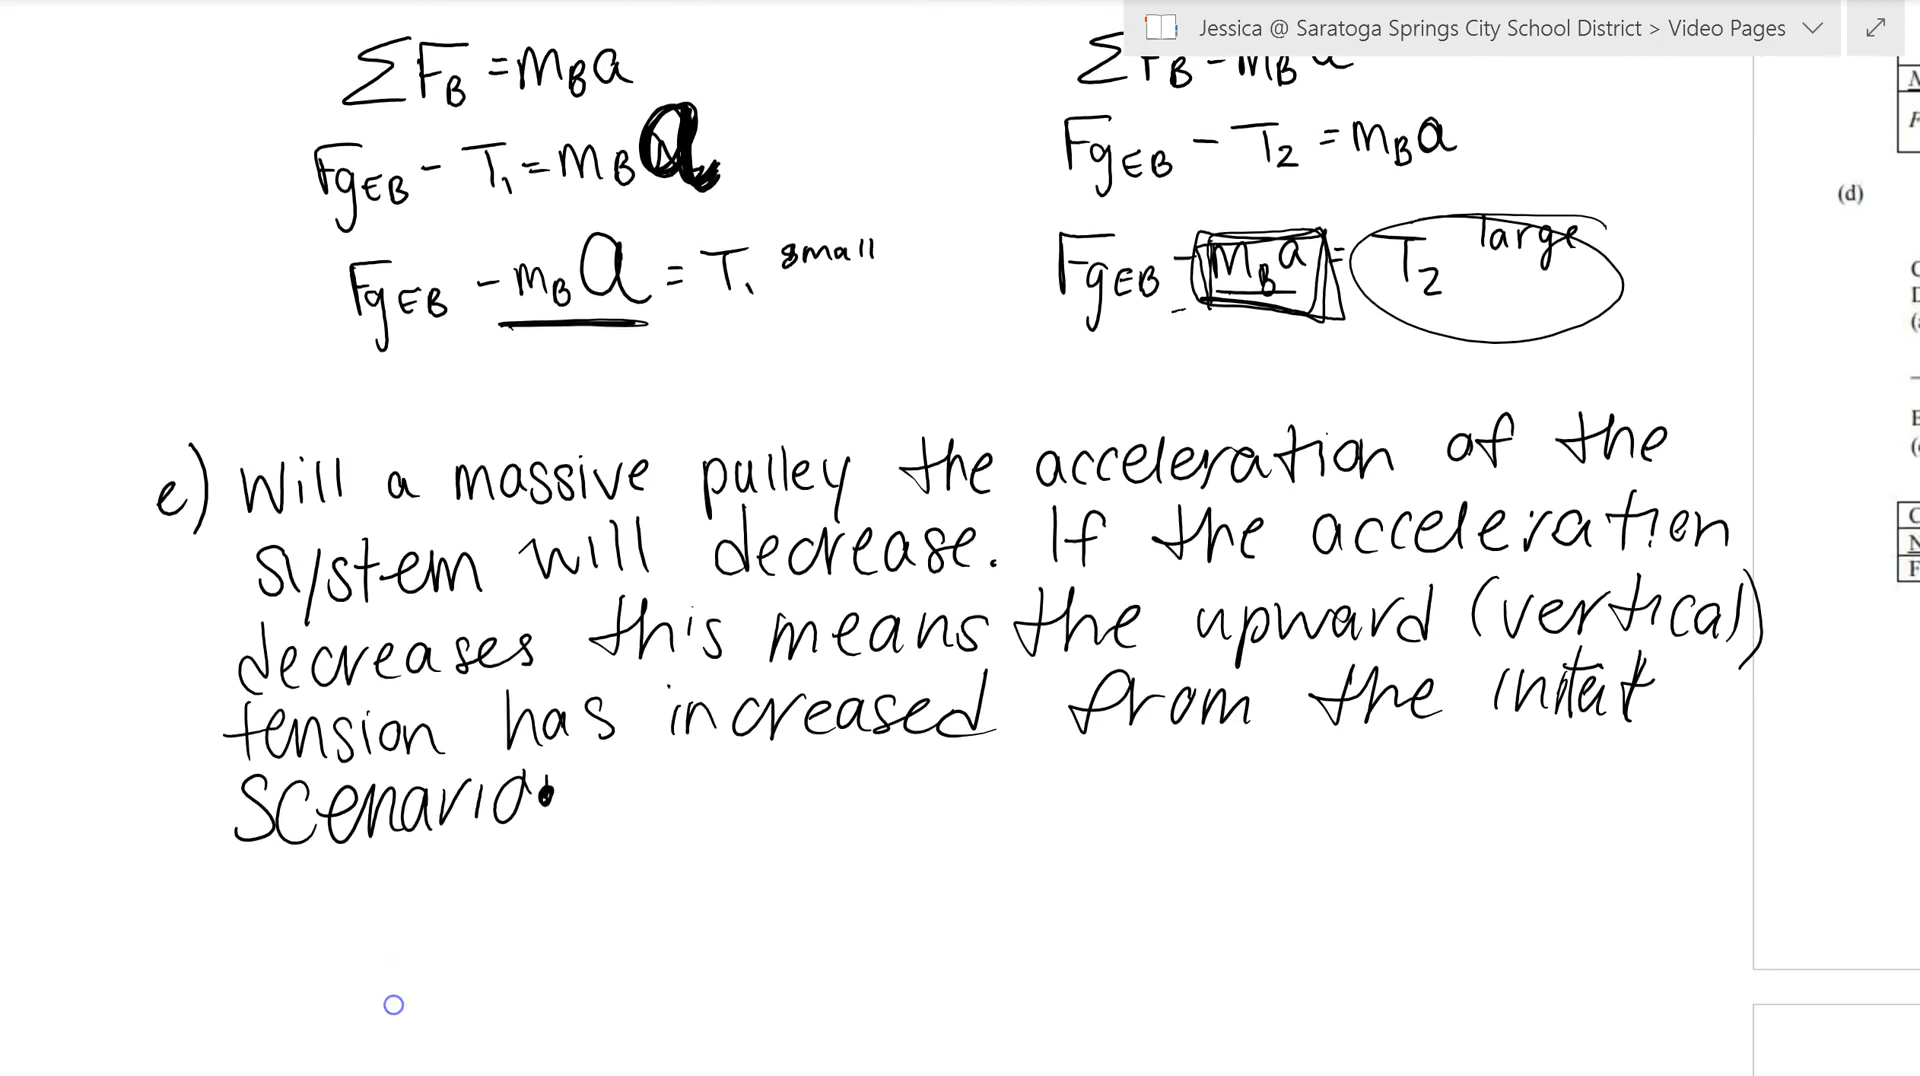 Jessica @ Saratoga Springs City School District > Video Pages
ΣF_B = m_B a
Fg_EB - T_1 = m_B a
Fg_EB - m_B a = T_1 small
ΣF_B = m_B a
Fg_EB - T_2 = m_B a
Fg_EB - m_B a = T_2 large
(d)
e) Will a massive pulley the acceleration of the
system will decrease. If the acceleration
decreases this means the upward (vertical)
tension has increased from the
scenario.